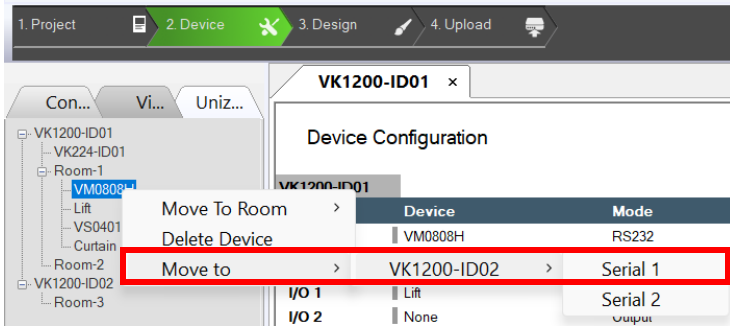 1. Project
2. Device
3. Design
4. Upload
VK1200-ID01 ×
Con...
Vi...
Uniz...
VK1200-ID01
VK224-ID01
Room-1
VM0808H
Lift
VS0401
Curtain
Room-2
VK1200-ID02
Room-3
Move To Room >
Delete Device
Move to >
VK1200-ID02 >
Serial 1
Serial 2
Device Configuration
VK1200-ID01
Device Mode
VM0808H RS232
I/O 1 Lift
I/O 2 None Output